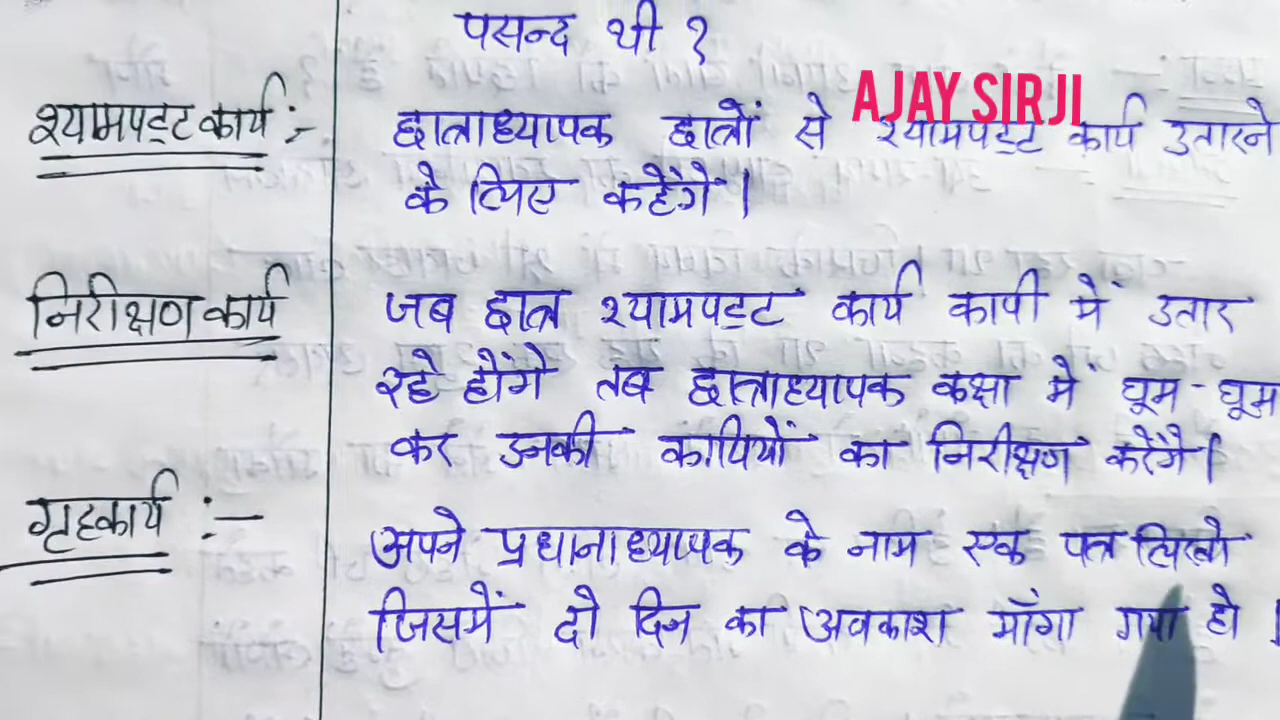 पसन्द थी ?
AJAY SIRJI
श्यामपट्ट कार्य :- छात्राध्यापक छात्रों से श्यामपट्ट कार्य उतारने
के लिए कहेंगे।
निरीक्षण कार्य जब छात्र श्यामपट्ट कार्य कापी में उतार
रहे होंगे तब छात्राध्यापक कक्षा में घूम-घूम
कर उनकी कापियों का निरीक्षण करेंगे।
गृहकार्य :- अपने प्रधानाध्यापक के नाम एक पत्र लिखो
जिसमें दो दिन का अवकाश माँगा गया हो।